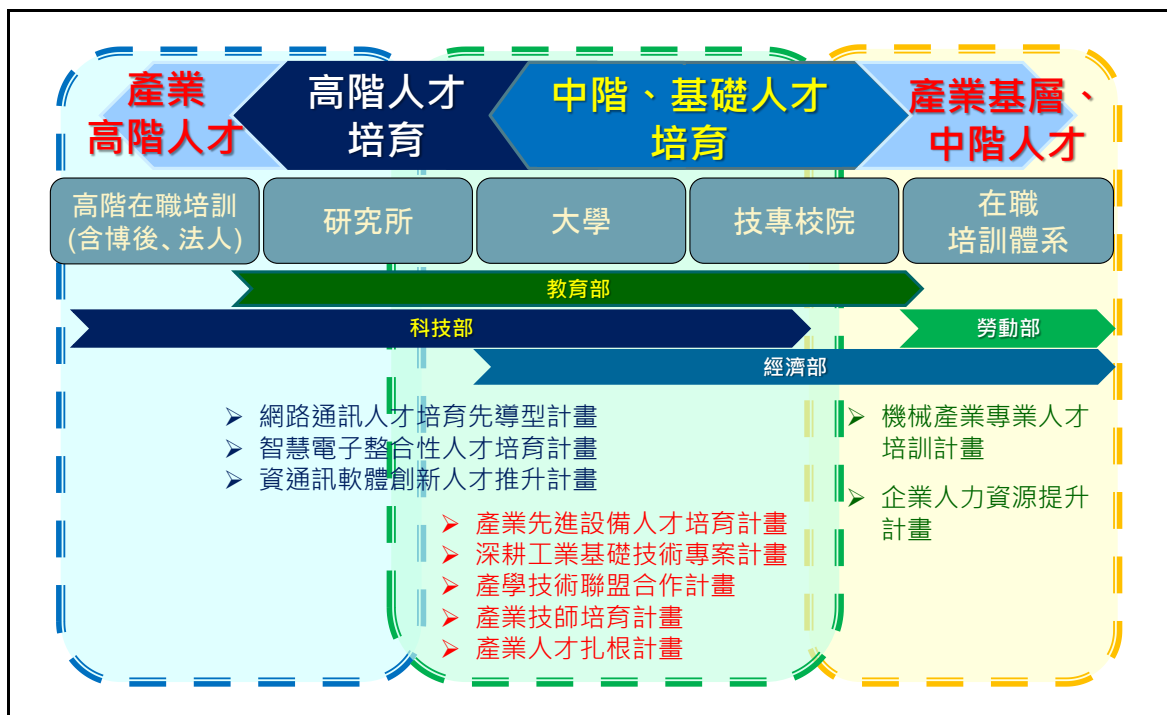 產業
高階人才
高階人才
培育
中階、基礎人才
培育
產業基層、
中階人才
高階在職培訓
(含博後、法人)
研究所
大學
技專校院
在職
培訓體系
教育部
科技部
勞動部
經濟部
➢ 網路通訊人才培育先導型計畫
➢ 智慧電子整合性人才培育計畫
➢ 資通訊軟體創新人才推升計畫
➢ 產業先進設備人才培育計畫
➢ 深耕工業基礎技術專案計畫
➢ 產學技術聯盟合作計畫
➢ 產業技師培育計畫
➢ 產業人才扎根計畫
➢ 機械產業專業人才
培訓計畫
➢ 企業人力資源提升
計畫